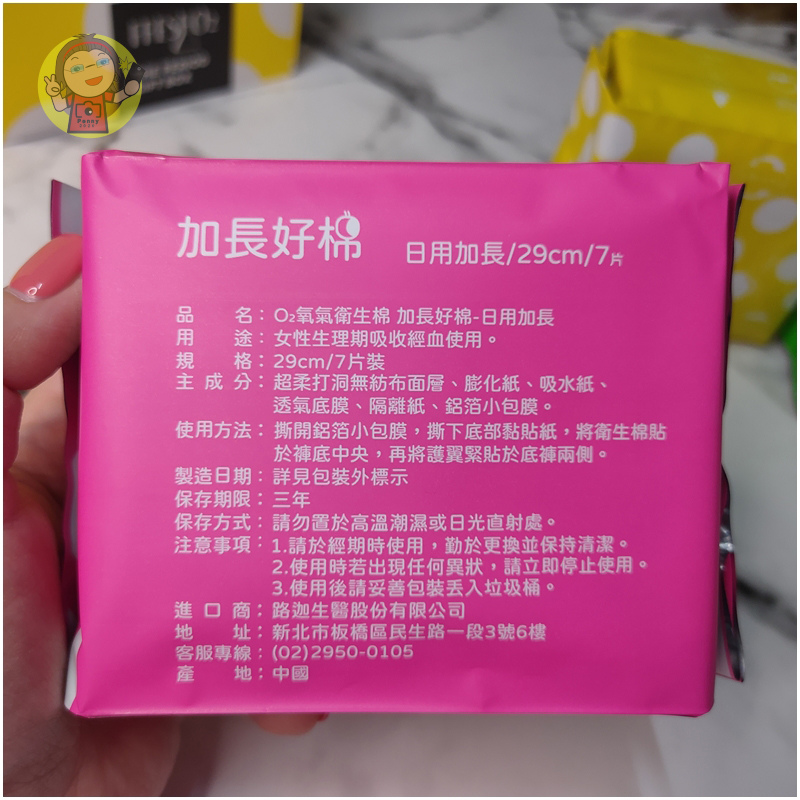 myo₂
Penny
加長好棉
日用加長/29cm/7片
品名：O₂氧氣衛生棉 加長好棉-日用加長
用途：女性生理期吸收經血使用。
規格：29cm/7片裝
主成分：超柔打洞無紡布面層、膨化紙、吸水紙、
透氣底膜、隔離紙、鋁箔小包膜。
使用方法：撕開鋁箔小包膜，撕下底部黏貼紙，將衛生棉貼
於褲底中央，再將護翼緊貼於底褲兩側。
製造日期：詳見包裝外標示
保存期限：三年
保存方式：請勿置於高溫潮濕或日光直射處。
注意事項：1.請於經期時使用，勤於更換並保持清潔。
2.使用時若出現任何異狀，請立即停止使用。
3.使用後請妥善包裝丟入垃圾桶。
進口商：路迦生醫股份有限公司
地址：新北市板橋區民生路一段3號6樓
客服專線：(02)2950-0105
產地：中國